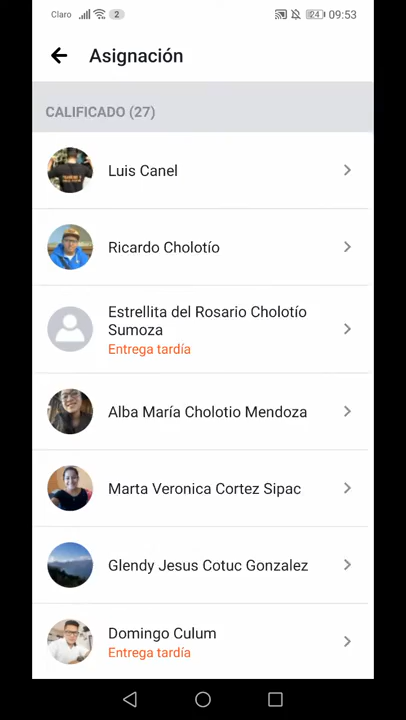 Claro 2 24 09:53
Asignación
CALIFICADO (27)
Luis Canel
Ricardo Cholotío
Estrellita del Rosario Cholotío
Sumoza
Entrega tardía
Alba María Cholotio Mendoza
Marta Veronica Cortez Sipac
Glendy Jesus Cotuc Gonzalez
Domingo Culum
Entrega tardía